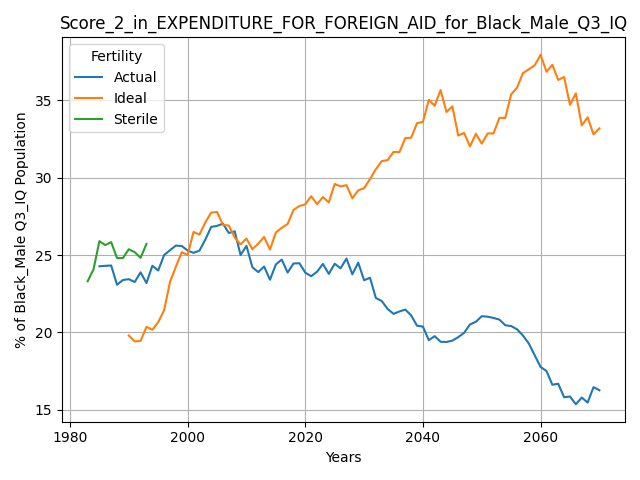 Score_2_in_EXPENDITURE_FOR_FOREIGN_AID_for_Black_Male_Q3_IQ
Fertility
Actual
Ideal
Sterile
% of Black_Male Q3_IQ Population
35
30
25
20
15
1980
2000
2020
2040
2060
Years